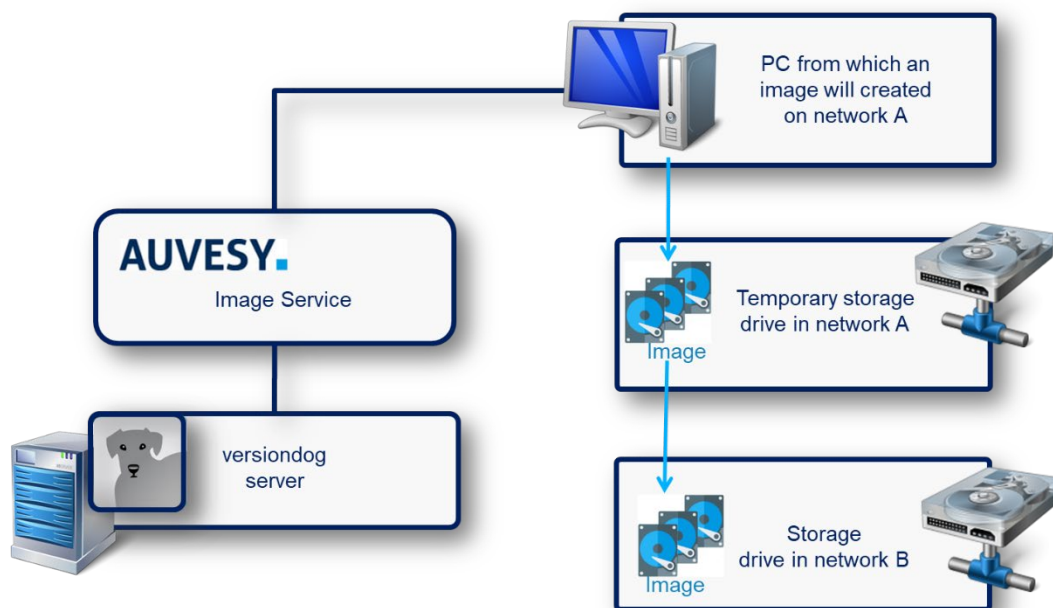 PC from which an
image will created
on network A
AUVESY.
Image Service
Temporary storage
drive in network A
Image
versiondog
server
Storage
drive in network B
Image